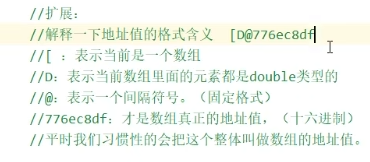 //扩展：
//解释一下地址值的格式含义  [D@776ec8df
//[ : 表示当前是一个数组
//D: 表示当前数组里面的元素都是double类型的
//@: 表示一个间隔符号。（固定格式）
//776ec8df: 才是数组真正的地址值，（十六进制）
//平时我们习惯性的会把这个整体叫做数组的地址值。